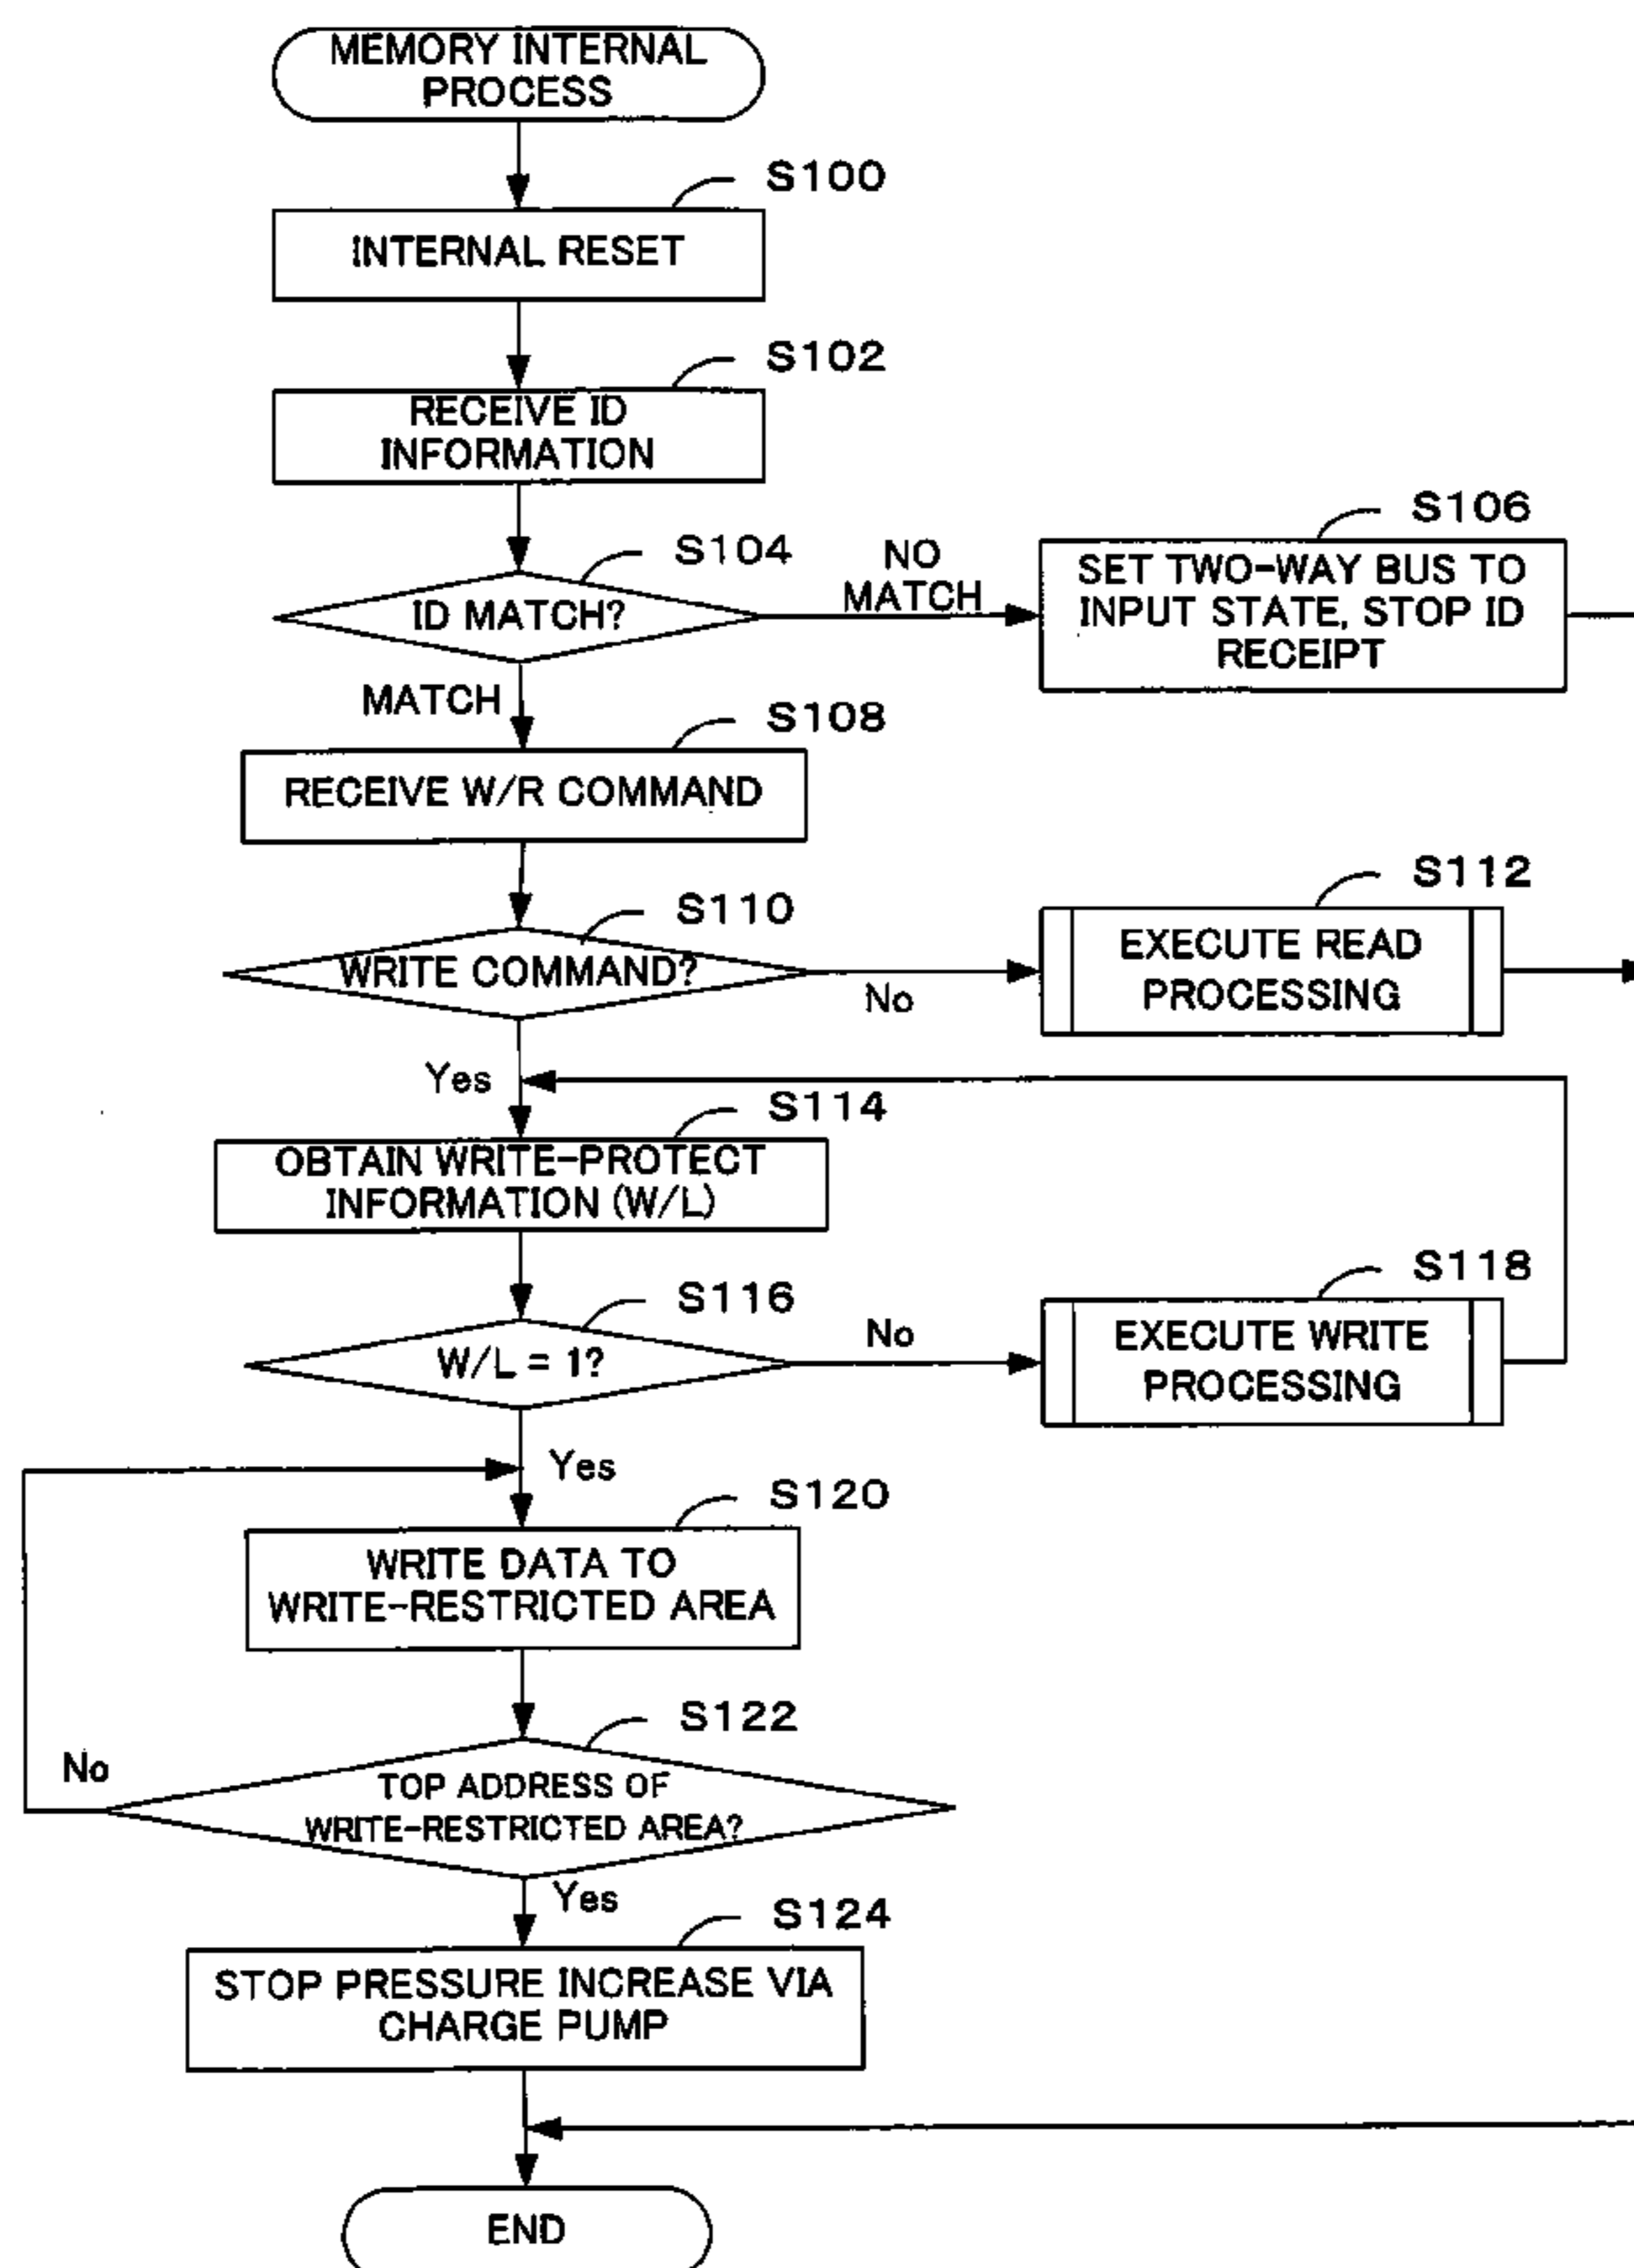 MEMORY INTERNAL
PROCESS
S100
INTERNAL RESET
S102
RECEIVE ID
INFORMATION
S104
ID MATCH?
NO
MATCH
S106
SET TWO-WAY BUS TO
INPUT STATE, STOP ID
RECEIPT
MATCH
S108
RECEIVE W/R COMMAND
S110
WRITE COMMAND?
No
S112
EXECUTE READ
PROCESSING
Yes
S114
OBTAIN WRITE-PROTECT
INFORMATION (W/L)
S116
W/L = 1?
No
S118
EXECUTE WRITE
PROCESSING
Yes
S120
WRITE DATA TO
WRITE-RESTRICTED AREA
S122
No
TOP ADDRESS OF
WRITE-RESTRICTED AREA?
Yes
S124
STOP PRESSURE INCREASE VIA
CHARGE PUMP
END